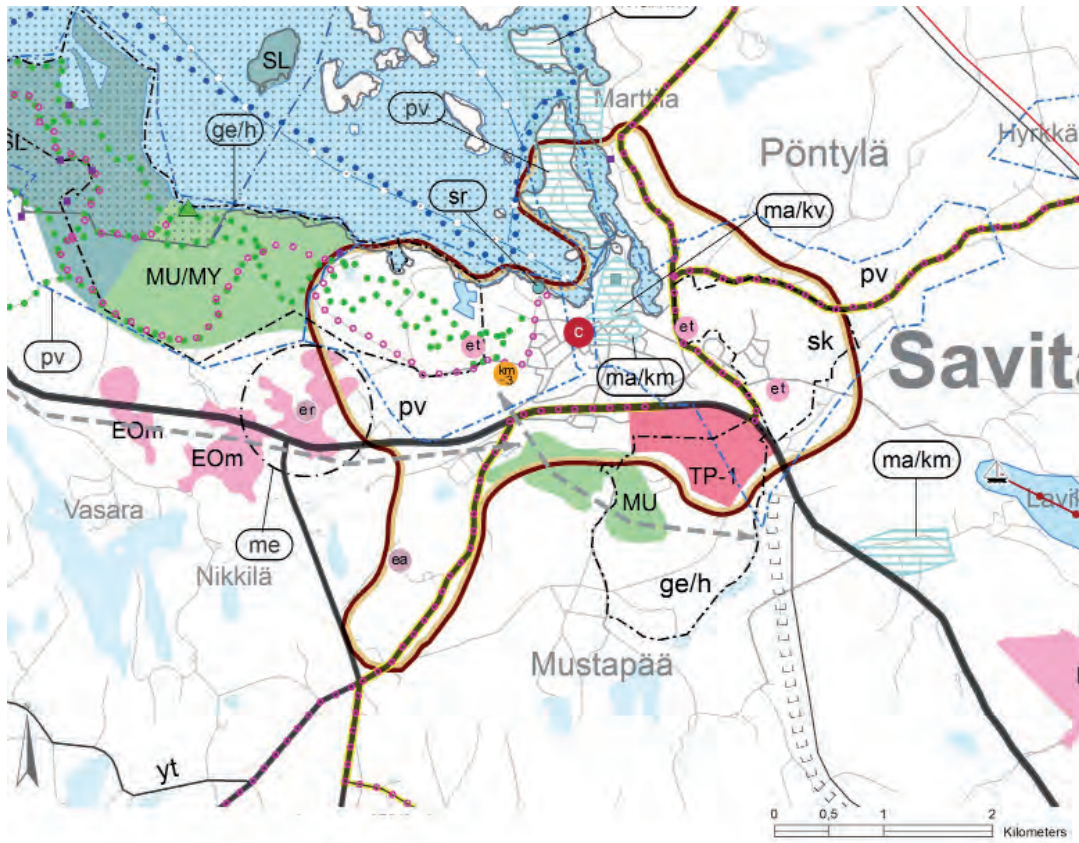 SL
pv
Marttila
SL
ge/h
Hyrkkä
Pöntylä
sr
ma/kv
MU/MY
pv
c
et
et
sk
Savita
pv
km
-3
ma/km
et
pv
er
EOm
EOm
TP-1
ma/km
MU
Vasara
me
Nikkilä
ea
ge/h
Mustapää
yt
0
0,5
1
2
Kilometers